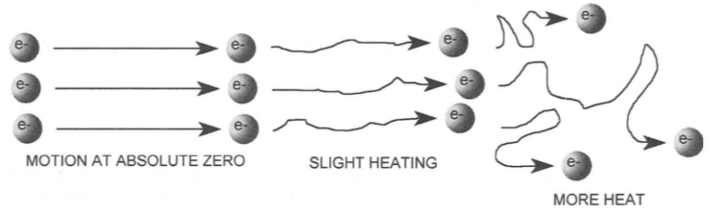 e- e- e- e-
e- e- e-
e- e- e- e-
e-
MOTION AT ABSOLUTE ZERO
SLIGHT HEATING
MORE HEAT